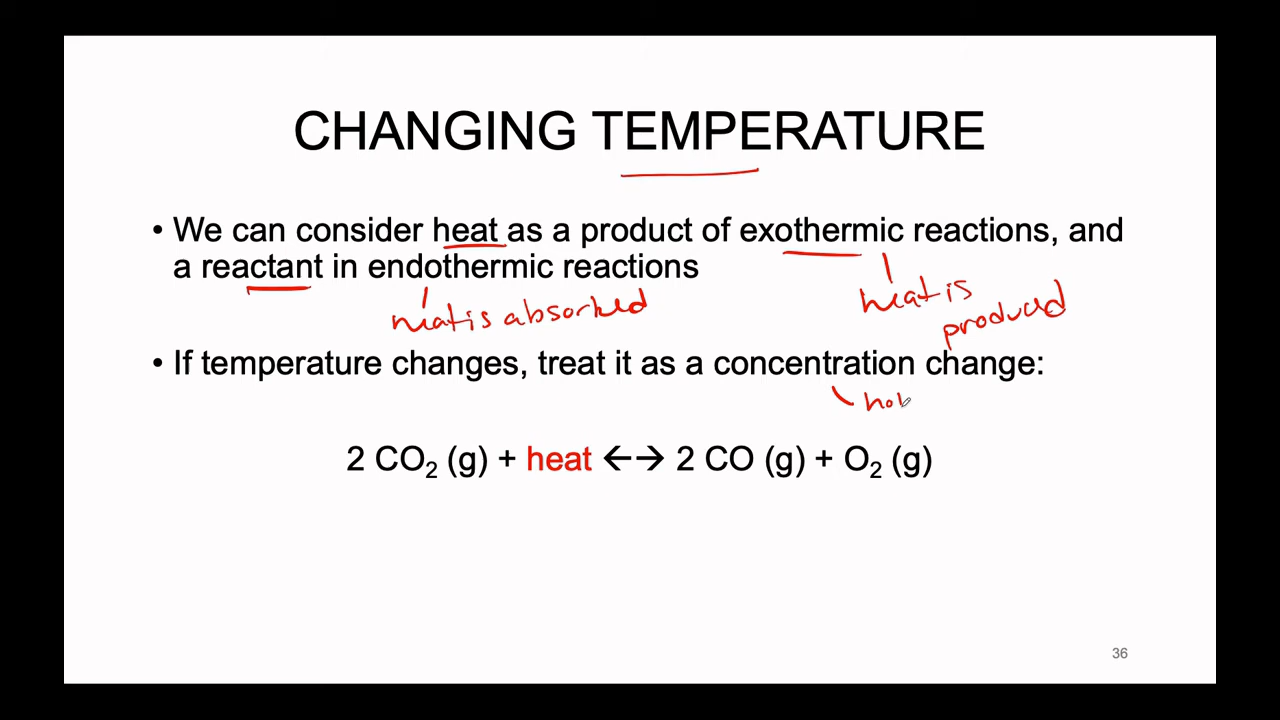 CHANGING TEMPERATURE
• We can consider heat as a product of exothermic reactions, and
a reactant in endothermic reactions
heat is absorbed
heat is
produced
• If temperature changes, treat it as a concentration change:
2 CO₂ (g) + heat ←→ 2 CO (g) + O₂ (g)
36